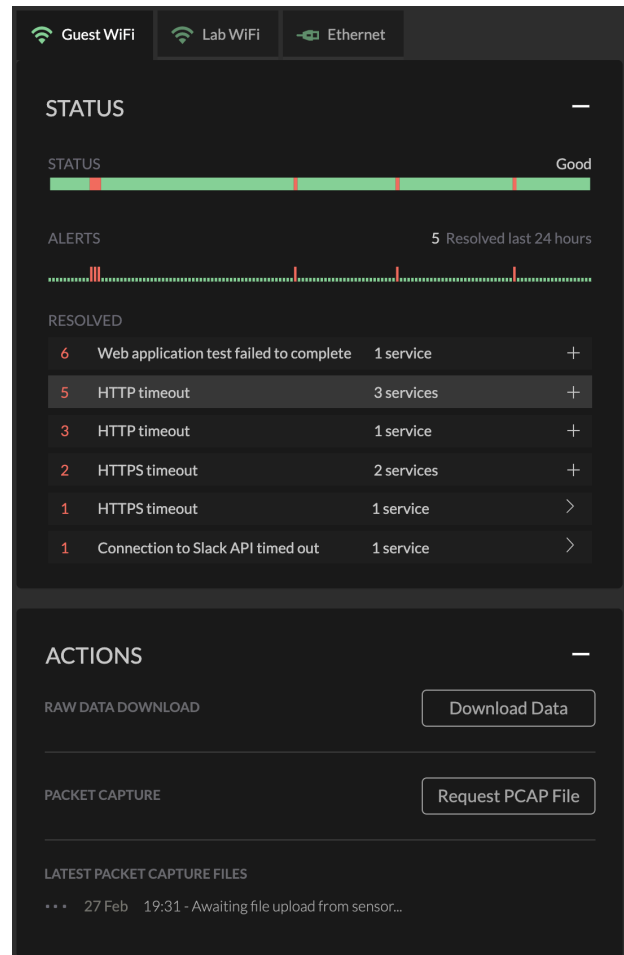 Guest WiFi Lab WiFi Ethernet
STATUS
STATUS Good
ALERTS 5 Resolved last 24 hours
RESOLVED
6 Web application test failed to complete 1 service
5 HTTP timeout 3 services
3 HTTP timeout 1 service
2 HTTPS timeout 2 services
1 HTTPS timeout 1 service
1 Connection to Slack API timed out 1 service
ACTIONS
RAW DATA DOWNLOAD Download Data
PACKET CAPTURE Request PCAP File
LATEST PACKET CAPTURE FILES
27 Feb 19:31 - Awaiting file upload from sensor...